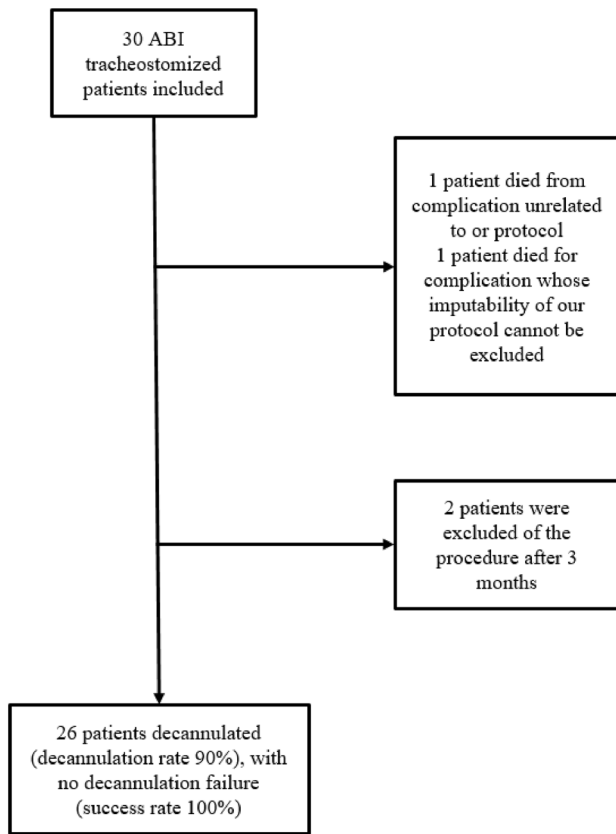 30 ABI
tracheostomized
patients included
1 patient died from
complication unrelated
to or protocol
1 patient died for
complication whose
imputability of our
protocol cannot be
excluded
2 patients were
excluded of the
procedure after 3
months
26 patients decannulated
(decannulation rate 90%), with
no decannulation failure
(success rate 100%)